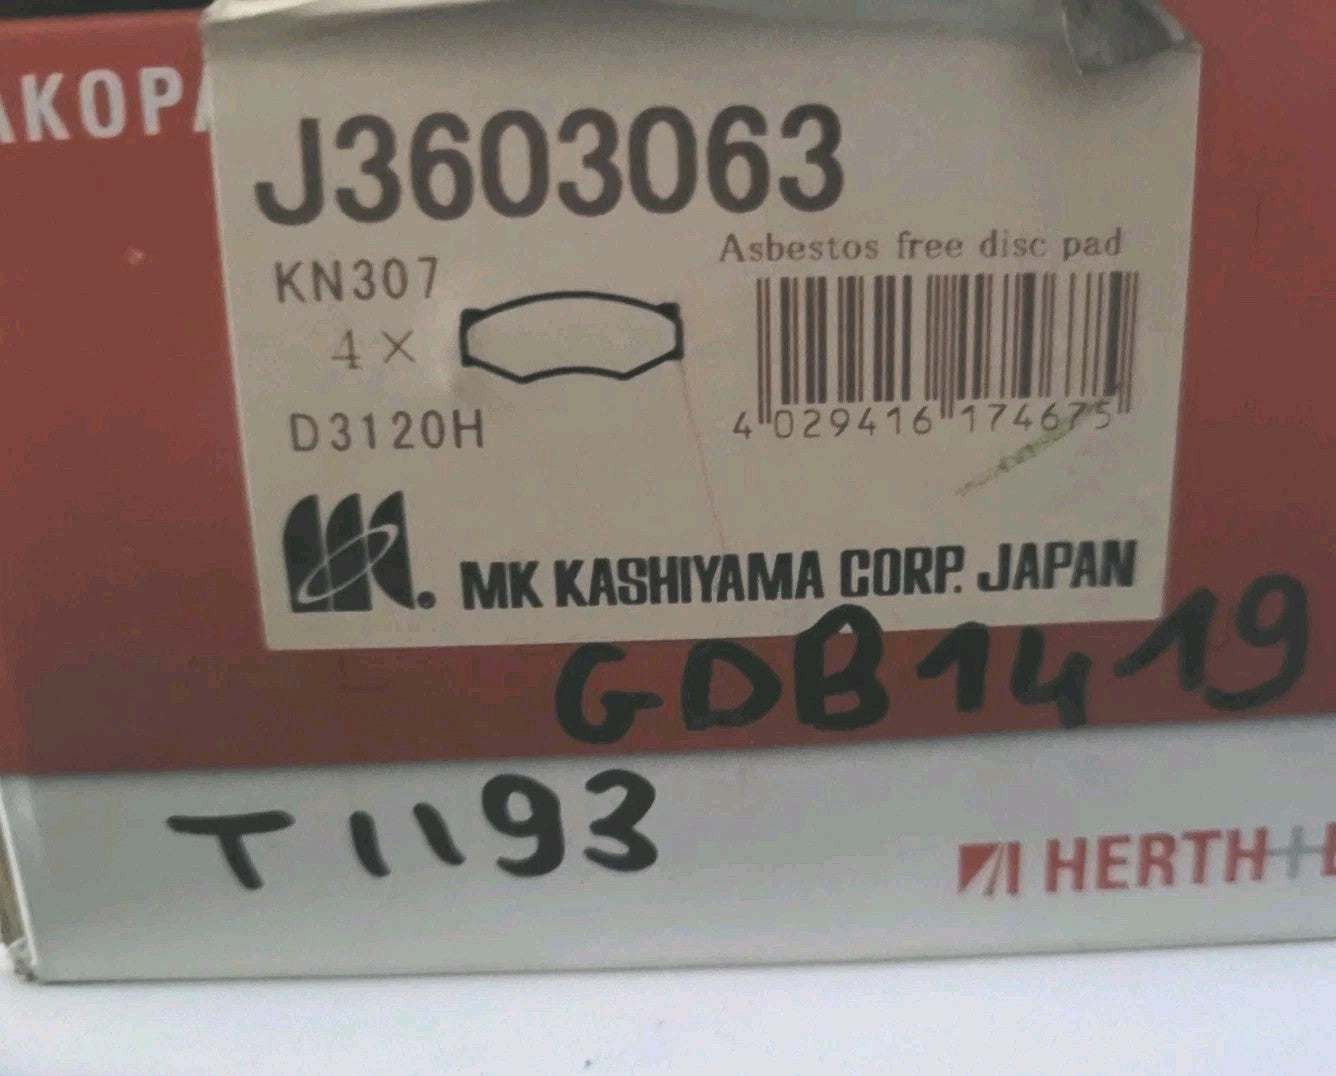 AKOPA
J3603063
Asbestos free disc pad
KN307
4×
D3120H
4 029416 174675
MK KASHIYAMA CORP. JAPAN
GDB1419
T1193
HERTH+B